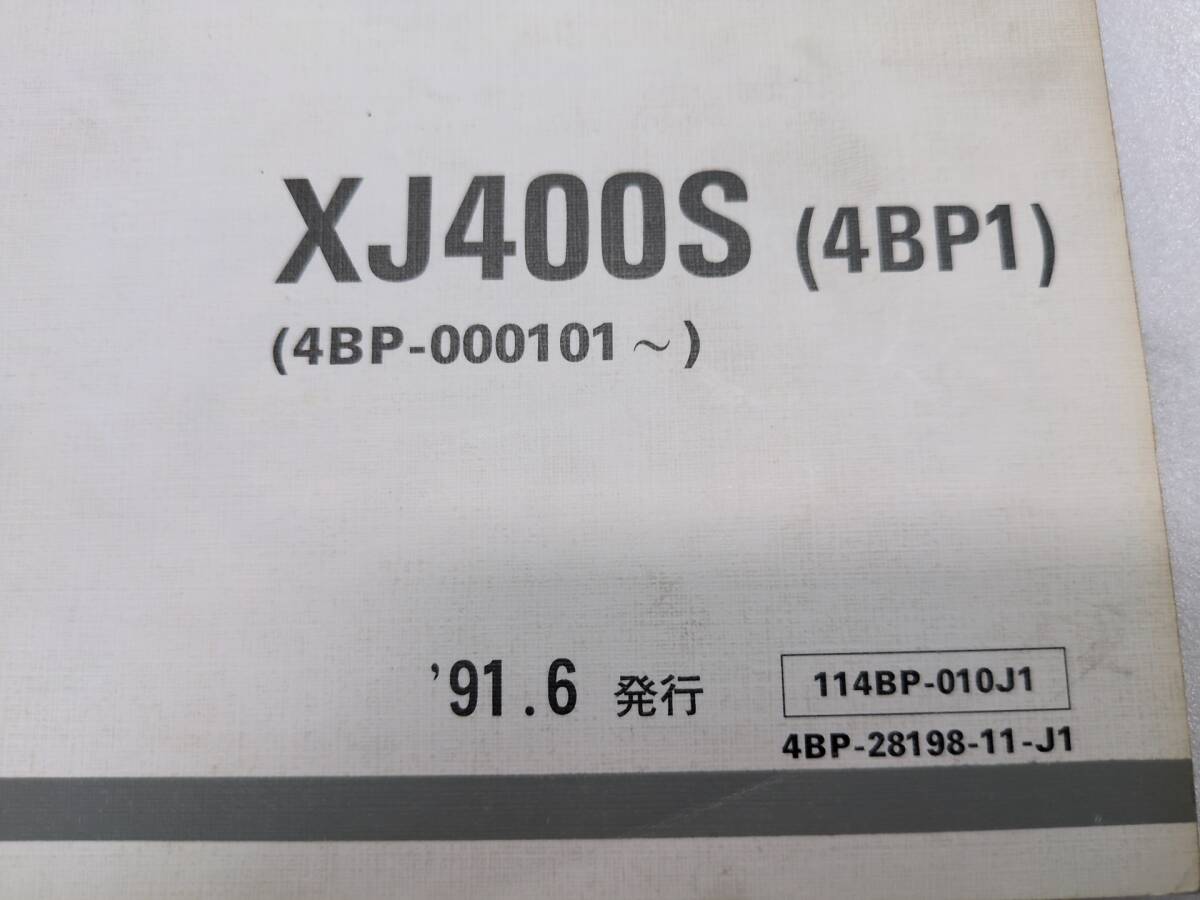 XJ400S (4BP1)
(4BP-000101～)
'91.6 発行
114BP-010J1
4BP-28198-11-J1